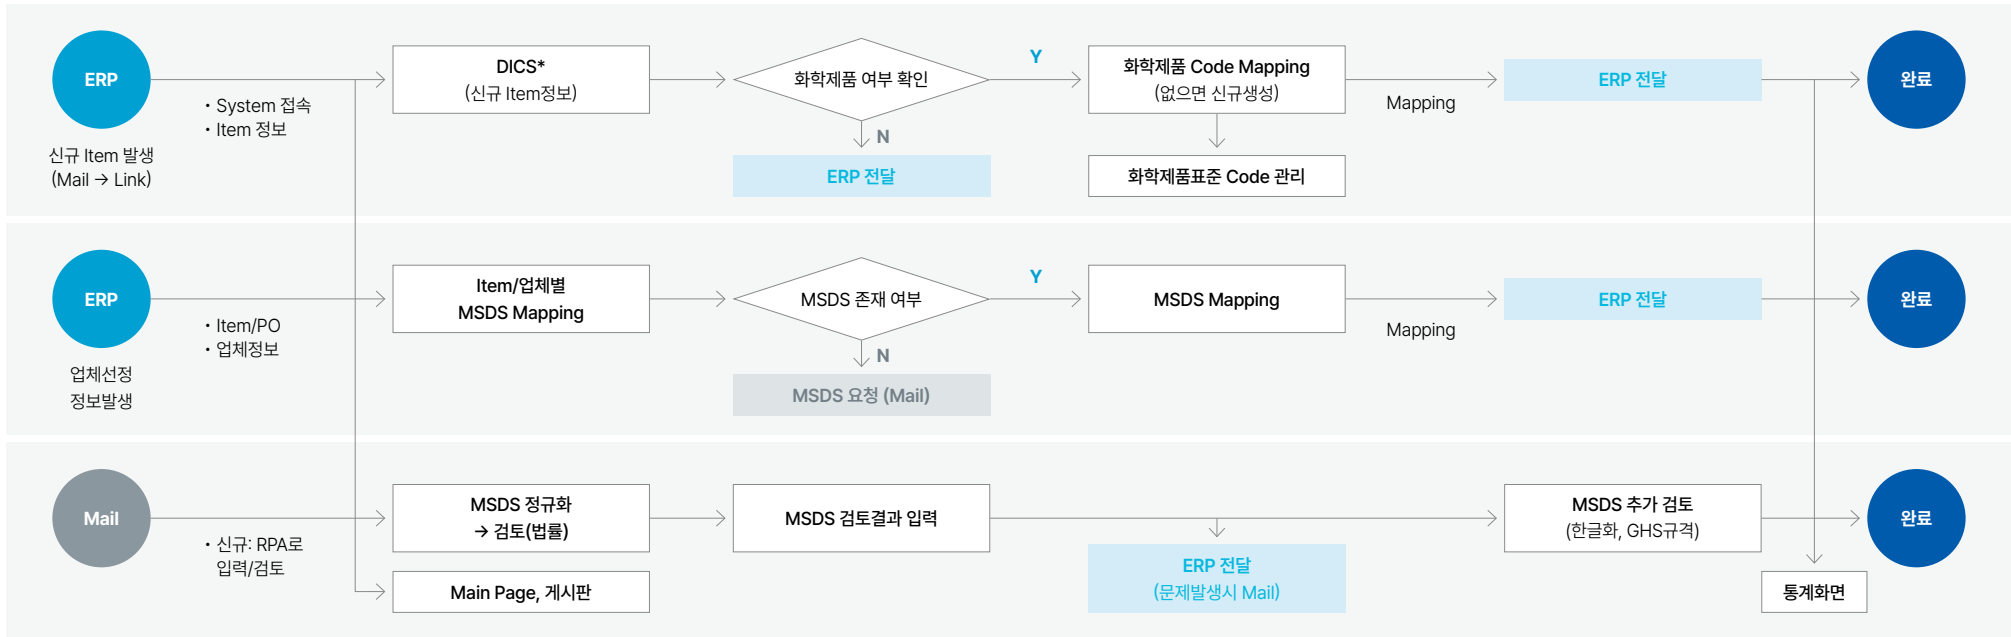 ERP
• System 접속
• Item 정보
신규 Item 발생
(Mail → Link)
DICS*
(신규 Item정보)
화학제품 여부 확인
Y
N
ERP 전달
화학제품 Code Mapping
(없으면 신규생성)
화학제품표준 Code 관리
Mapping
ERP 전달
완료
ERP
• Item/PO
• 업체정보
업체선정
정보발생
Item/업체별
MSDS Mapping
MSDS 존재 여부
Y
N
MSDS 요청 (Mail)
MSDS Mapping
Mapping
ERP 전달
완료
Mail
• 신규: RPA로
입력/검토
MSDS 정규화
→ 검토(법률)
Main Page, 게시판
MSDS 검토결과 입력
ERP 전달
(문제발생시 Mail)
MSDS 추가 검토
(한글화, GHS규격)
통계화면
완료